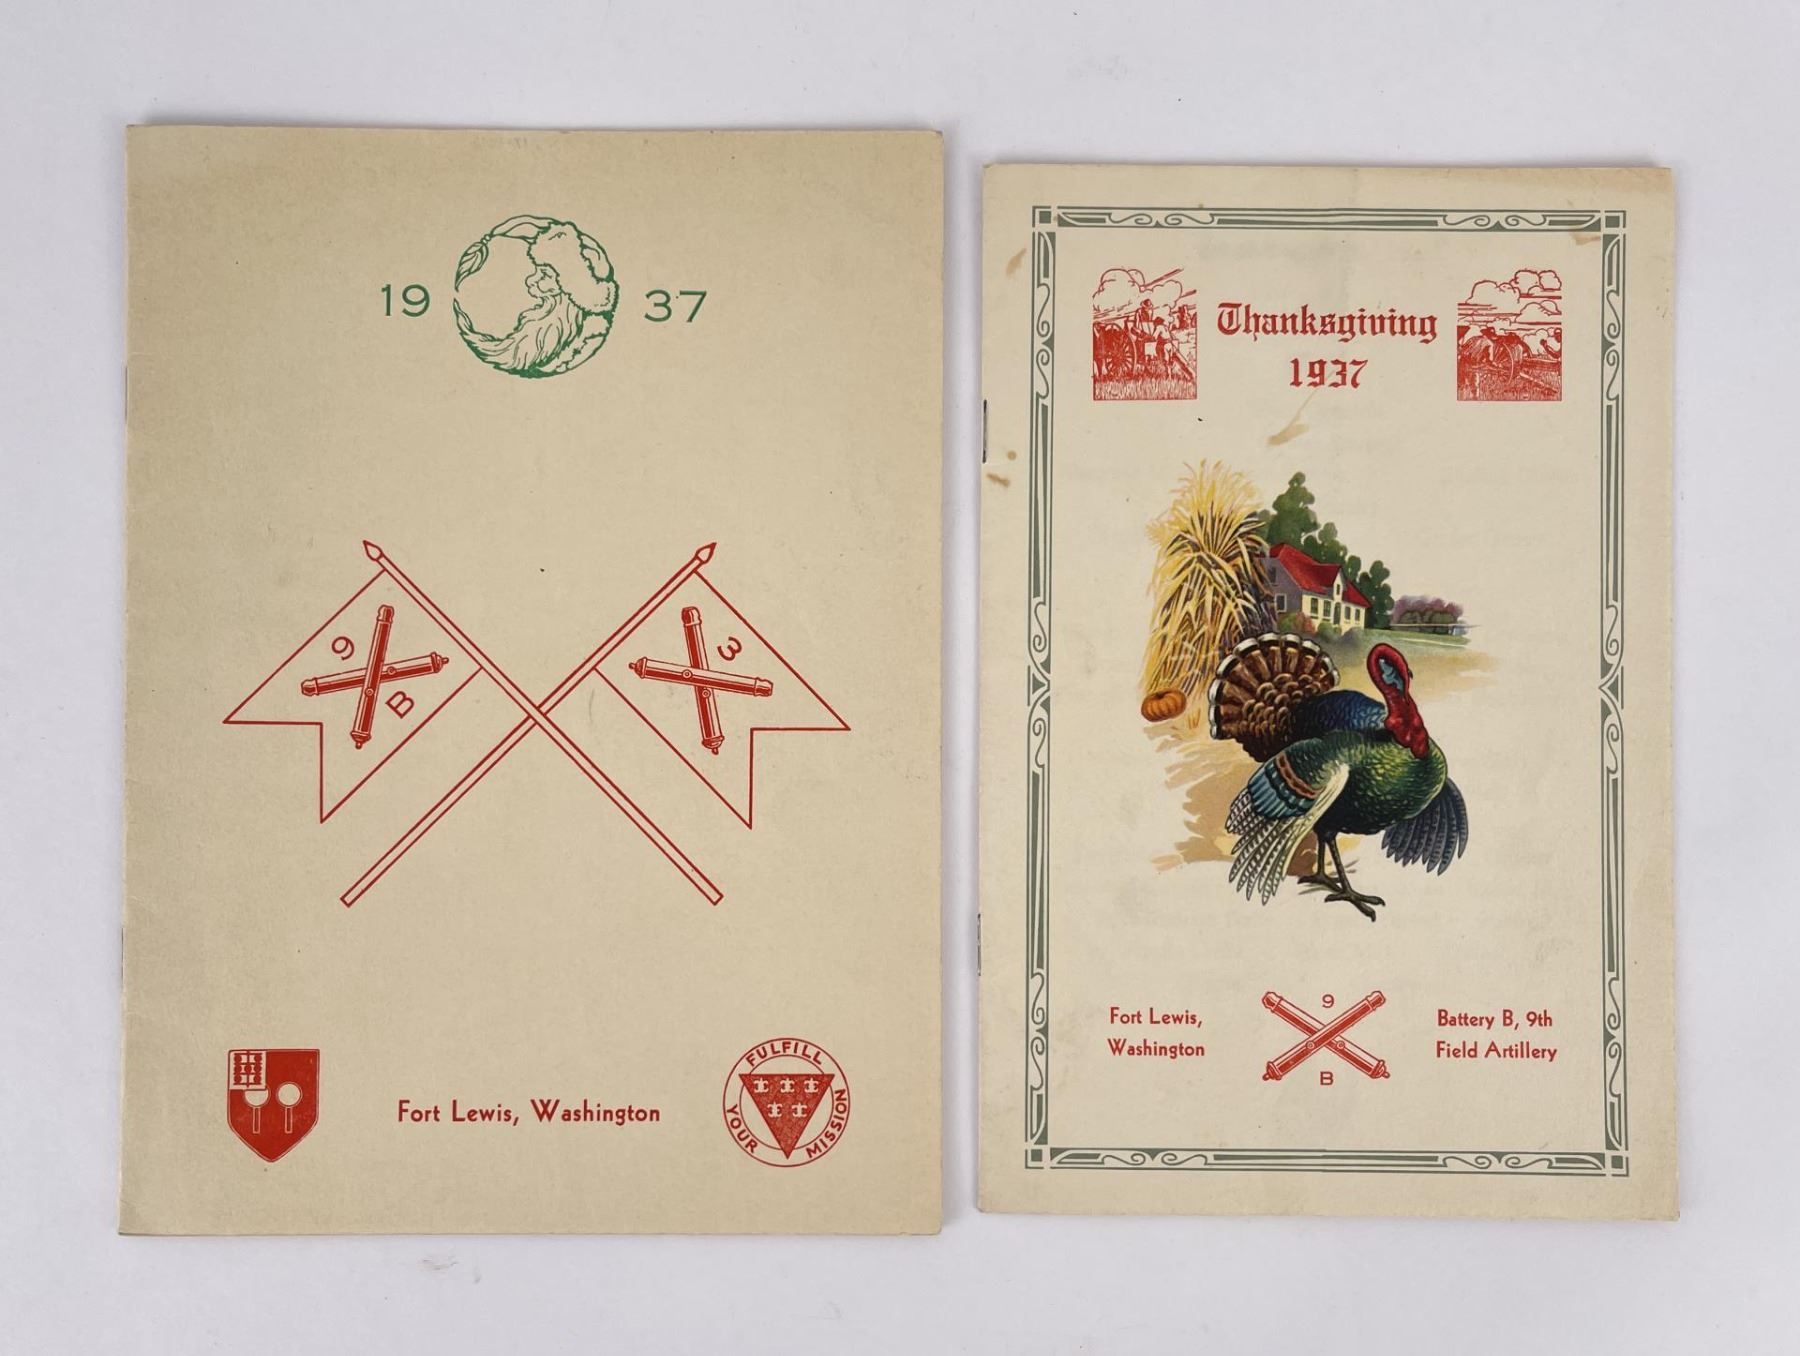 19 37
9
B
3
Fort Lewis, Washington
FULFILL
YOUR MISSION
Thanksgiving
1937
Fort Lewis,
Washington
9
B
Battery B, 9th
Field Artillery